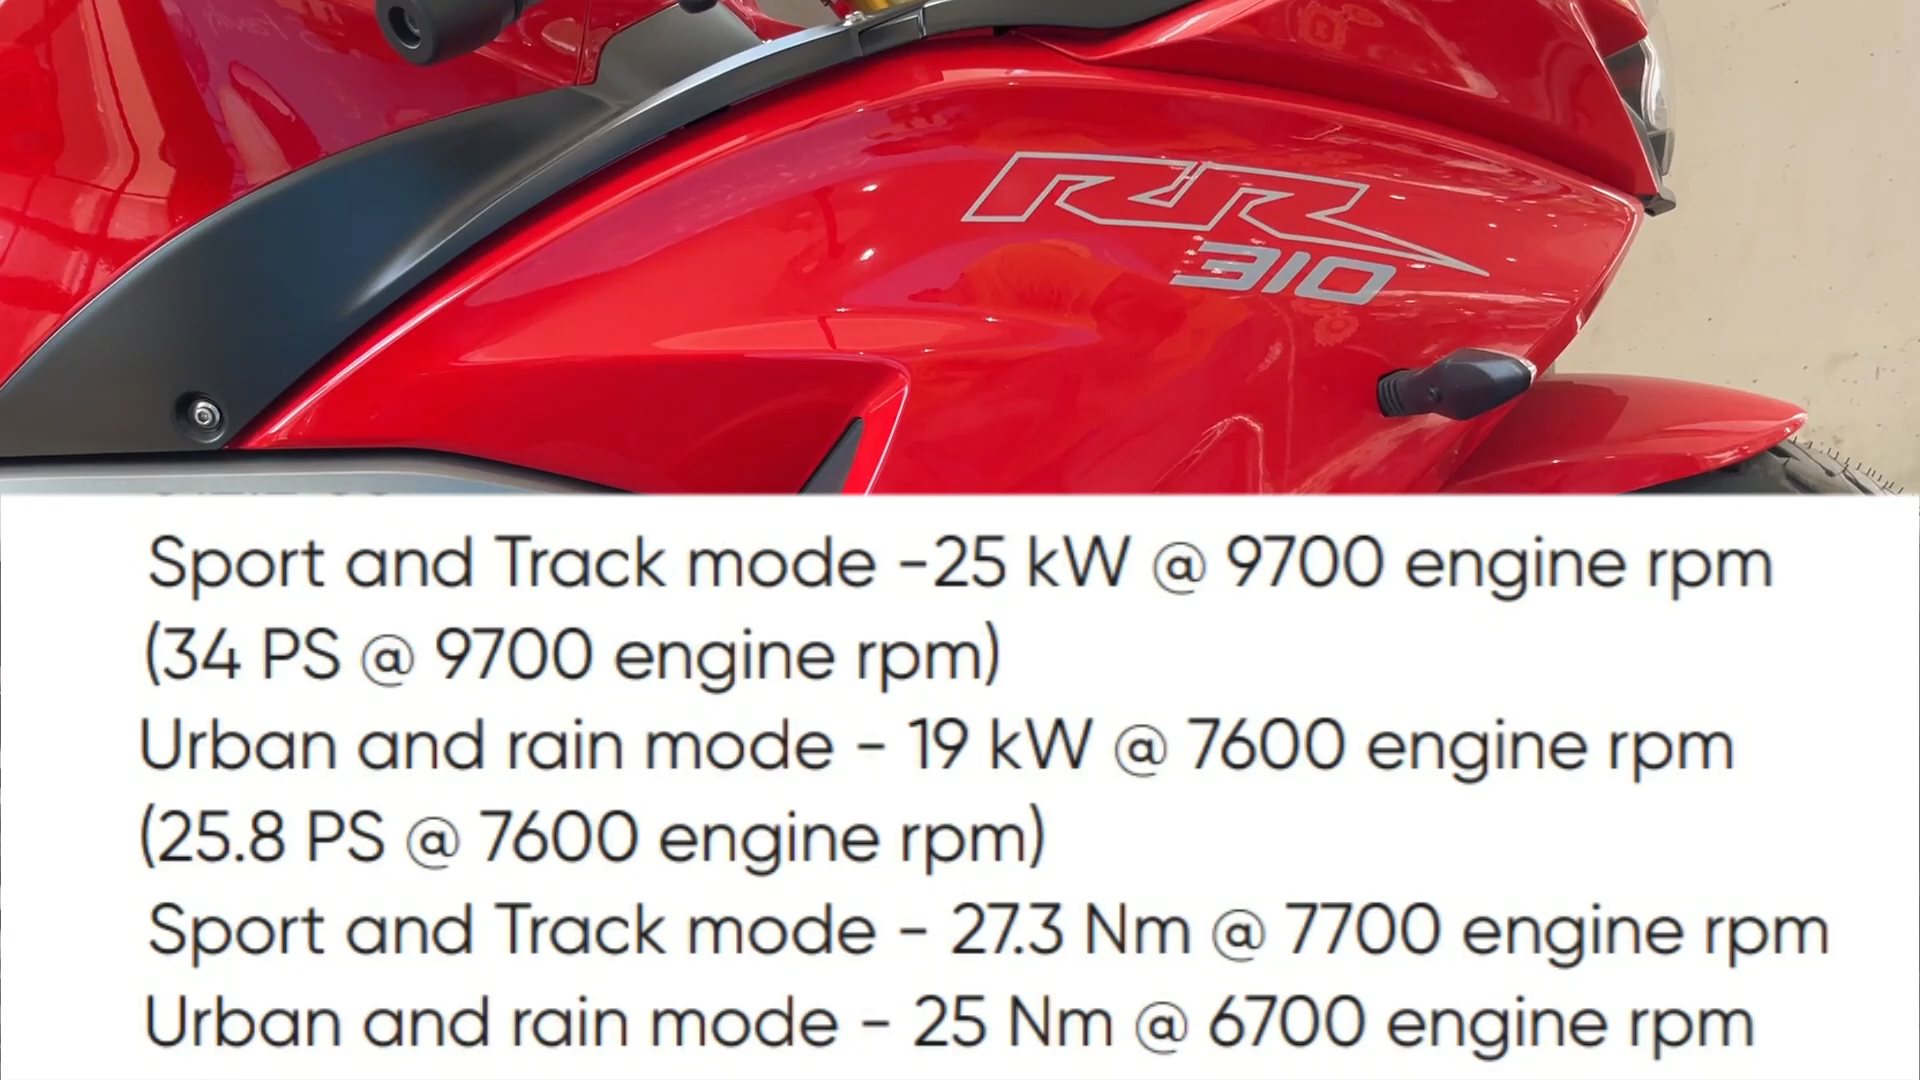 RR
310
Sport and Track mode -25 kW @ 9700 engine rpm
(34 PS @ 9700 engine rpm)
Urban and rain mode - 19 kW @ 7600 engine rpm
(25.8 PS @ 7600 engine rpm)
Sport and Track mode - 27.3 Nm @ 7700 engine rpm
Urban and rain mode - 25 Nm @ 6700 engine rpm